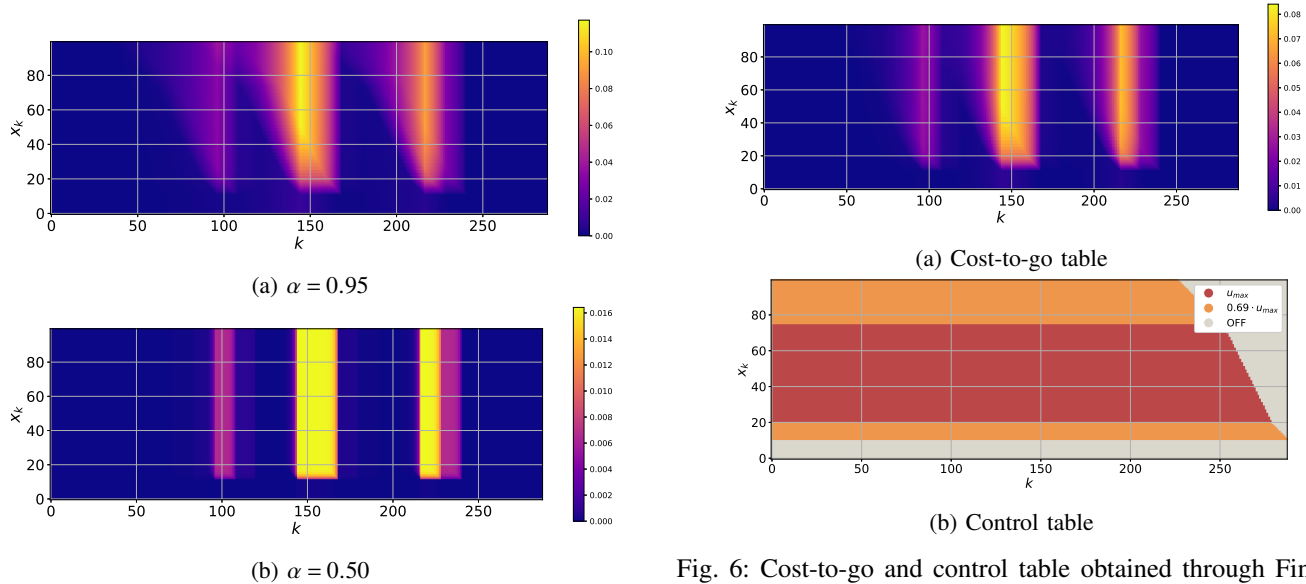 80
60
40
20
0
x_k
0 50 100 150 200 250
k
0.10
0.08
0.06
0.04
0.02
0.00
(a) α = 0.95
80
60
40
20
0
x_k
0 50 100 150 200 250
k
0.016
0.014
0.012
0.010
0.008
0.006
0.004
0.002
0.000
(b) α = 0.50
80
60
40
20
0
x_k
0 50 100 150 200 250
k
0.08
0.07
0.06
0.05
0.04
0.03
0.02
0.01
0.00
(a) Cost-to-go table
80
60
40
20
0
x_k
0 50 100 150 200 250
k
u_max
0.69 · u_max
OFF
(b) Control table
Fig. 6: Cost-to-go and control table obtained through Fin